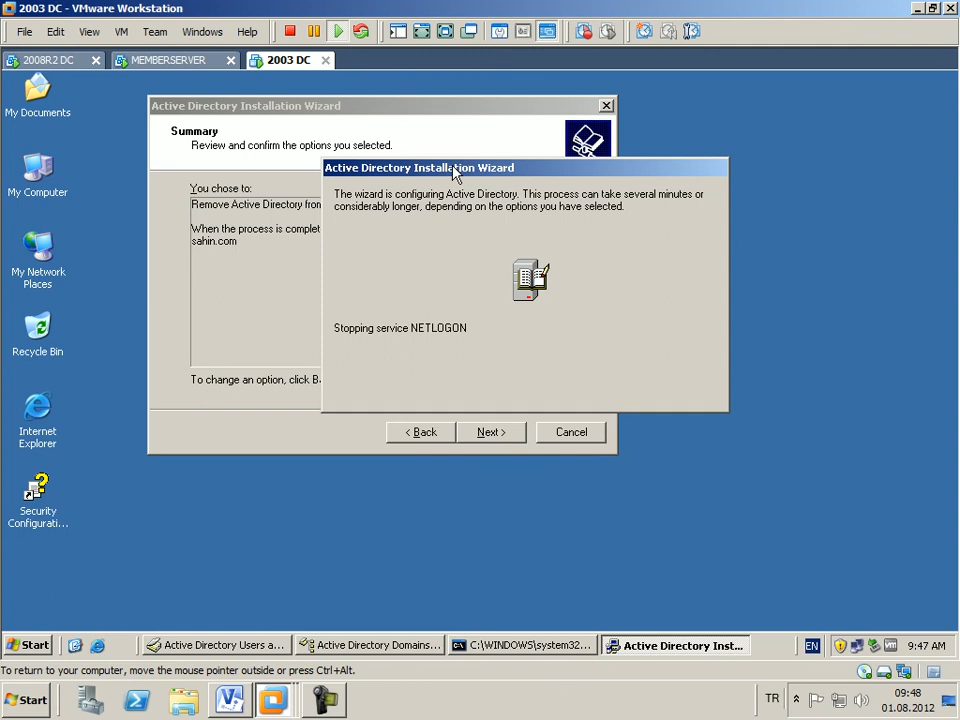 2003 DC - VMware Workstation
File Edit View VM Team Windows Help
2008R2 DC MEMBERSERVER 2003 DC
My Documents
My Computer
My Network
Places
Recycle Bin
Internet
Explorer
Security
Configurati...
Active Directory Installation Wizard
Summary
Review and confirm the options you selected.
You chose to:
Remove Active Directory from
When the process is complet
sahin.com
To change an option, click B
< Back Next > Cancel
Active Directory Installation Wizard
The wizard is configuring Active Directory. This process can take several minutes or
considerably longer, depending on the options you have selected.
Stopping service NETLOGON
Start Active Directory Users a... Active Directory Domains... C:\WINDOWS\system32... Active Directory Inst... EN 9:47 AM
To return to your computer, move the mouse pointer outside or press Ctrl+Alt.
Start TR 09:48
01.08.2012